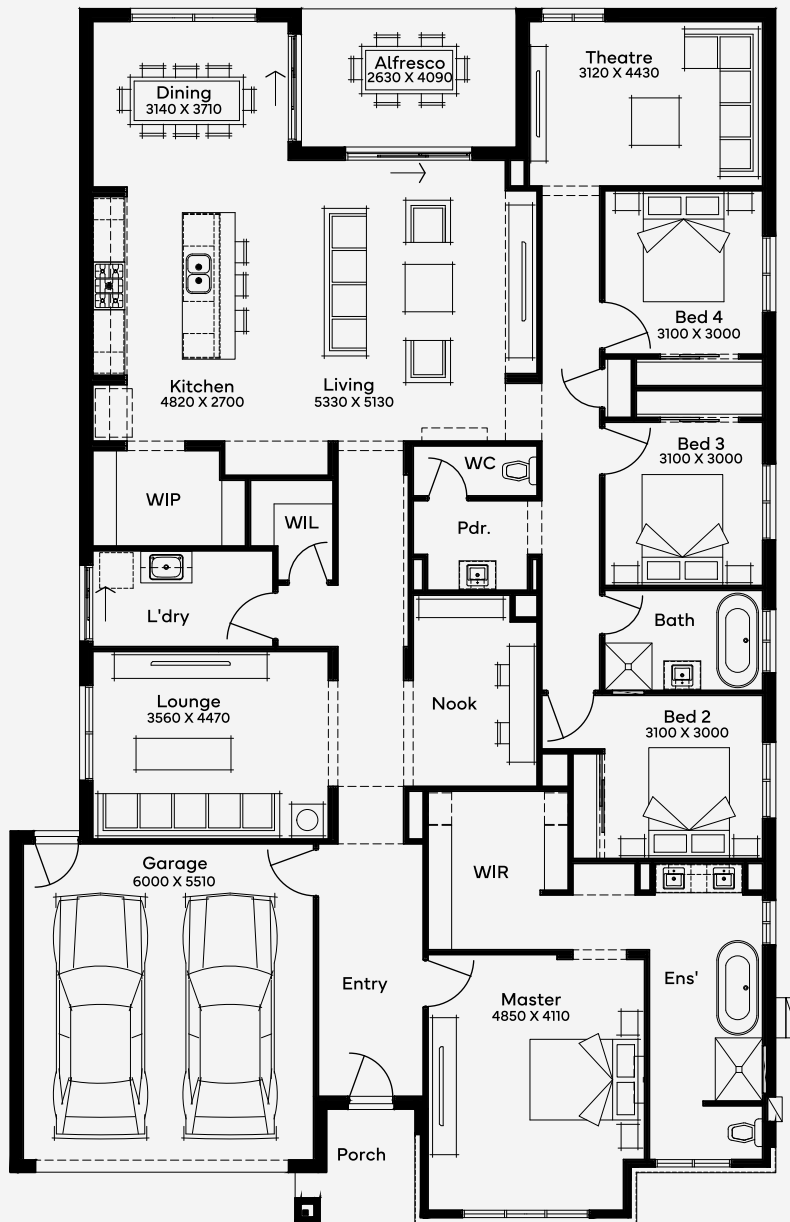 Dining
3140 X 3710
Alfresco
2630 X 4090
Theatre
3120 X 4430
Kitchen
4820 X 2700
Living
5330 X 5130
Bed 4
3100 X 3000
WIP
WIL
WC
Pdr.
Bed 3
3100 X 3000
L'dry
Bath
Lounge
3560 X 4470
Nook
Bed 2
3100 X 3000
Garage
6000 X 5510
WIR
Entry
Master
4850 X 4110
Ens'
Porch